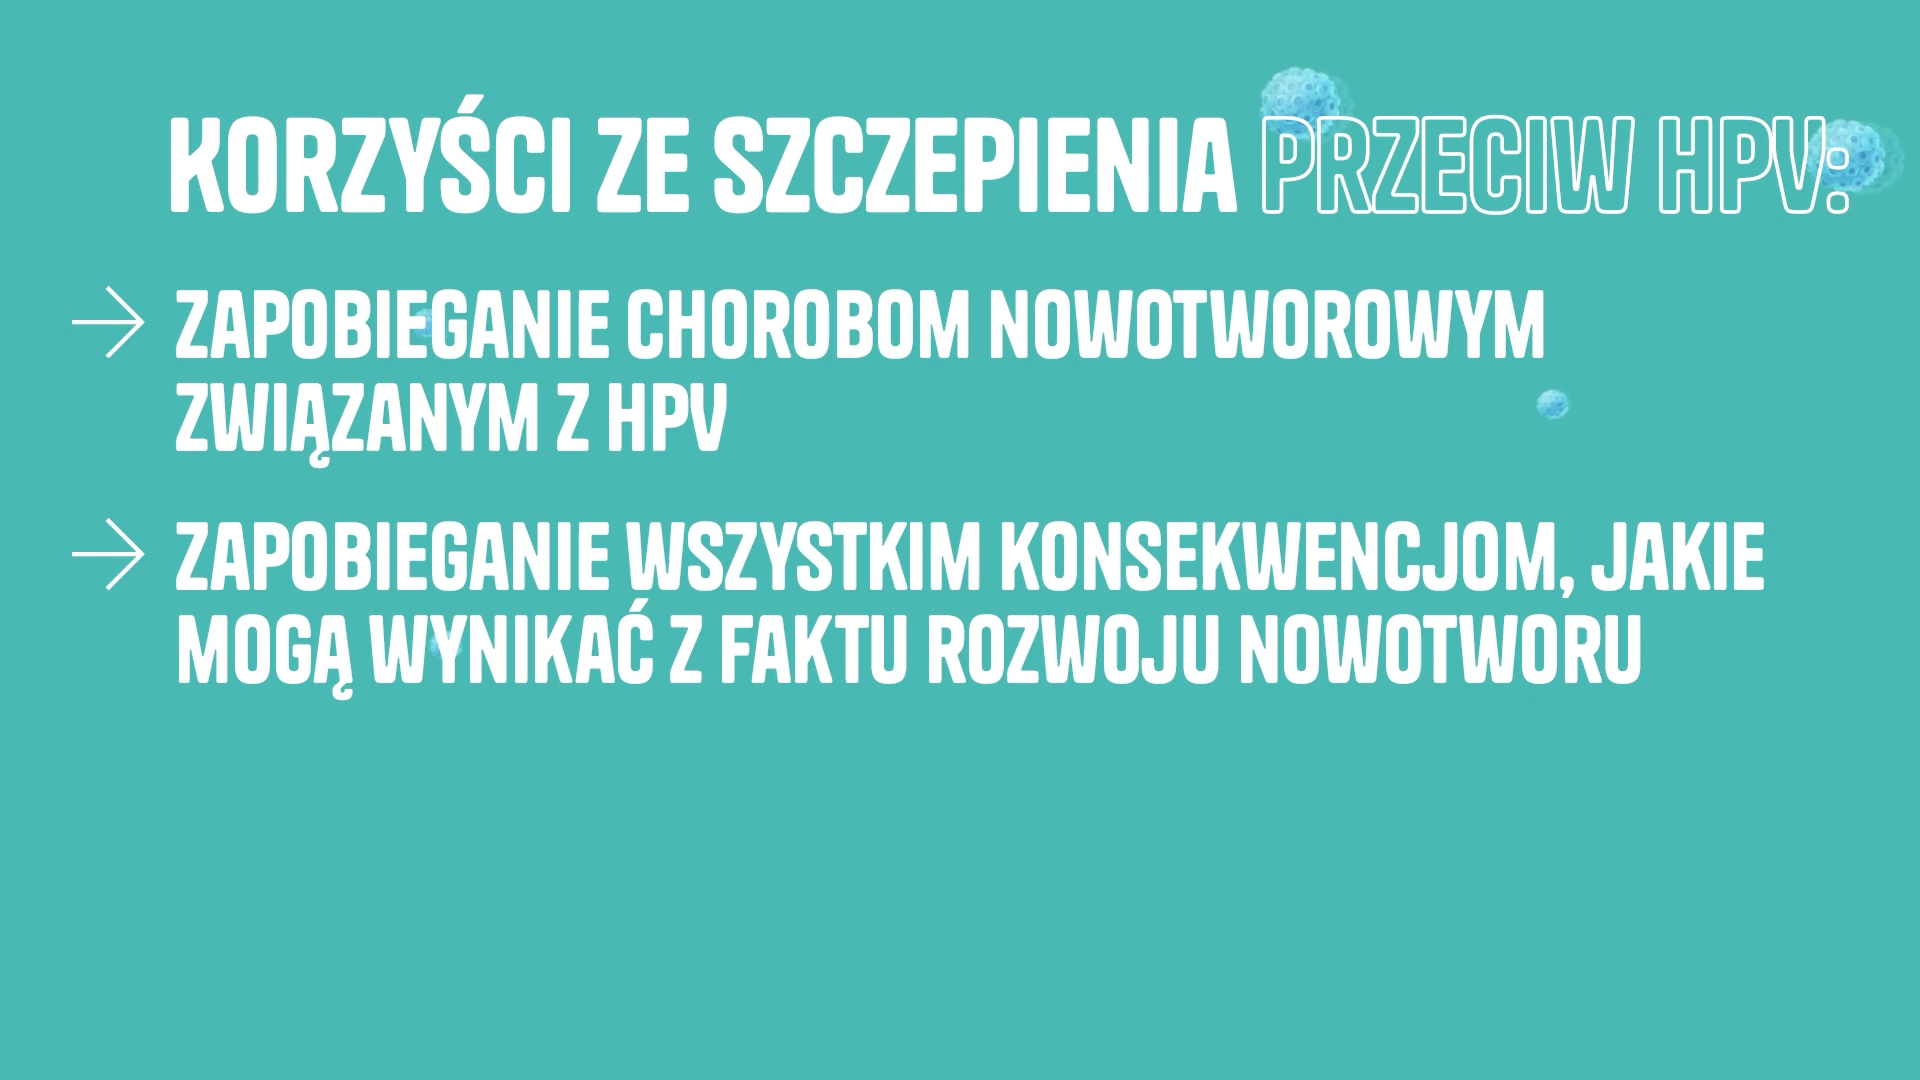 KORZYŚCI ZE SZCZEPIENIA PRZECIW HPV:
ZAPOBIEGANIE CHOROBOM NOWOTWOROWYM
ZWIĄZANYM Z HPV
ZAPOBIEGANIE WSZYSTKIM KONSEKWENCJOM, JAKIE
MOGĄ WYNIKAĆ Z FAKTU ROZWOJU NOWOTWORU